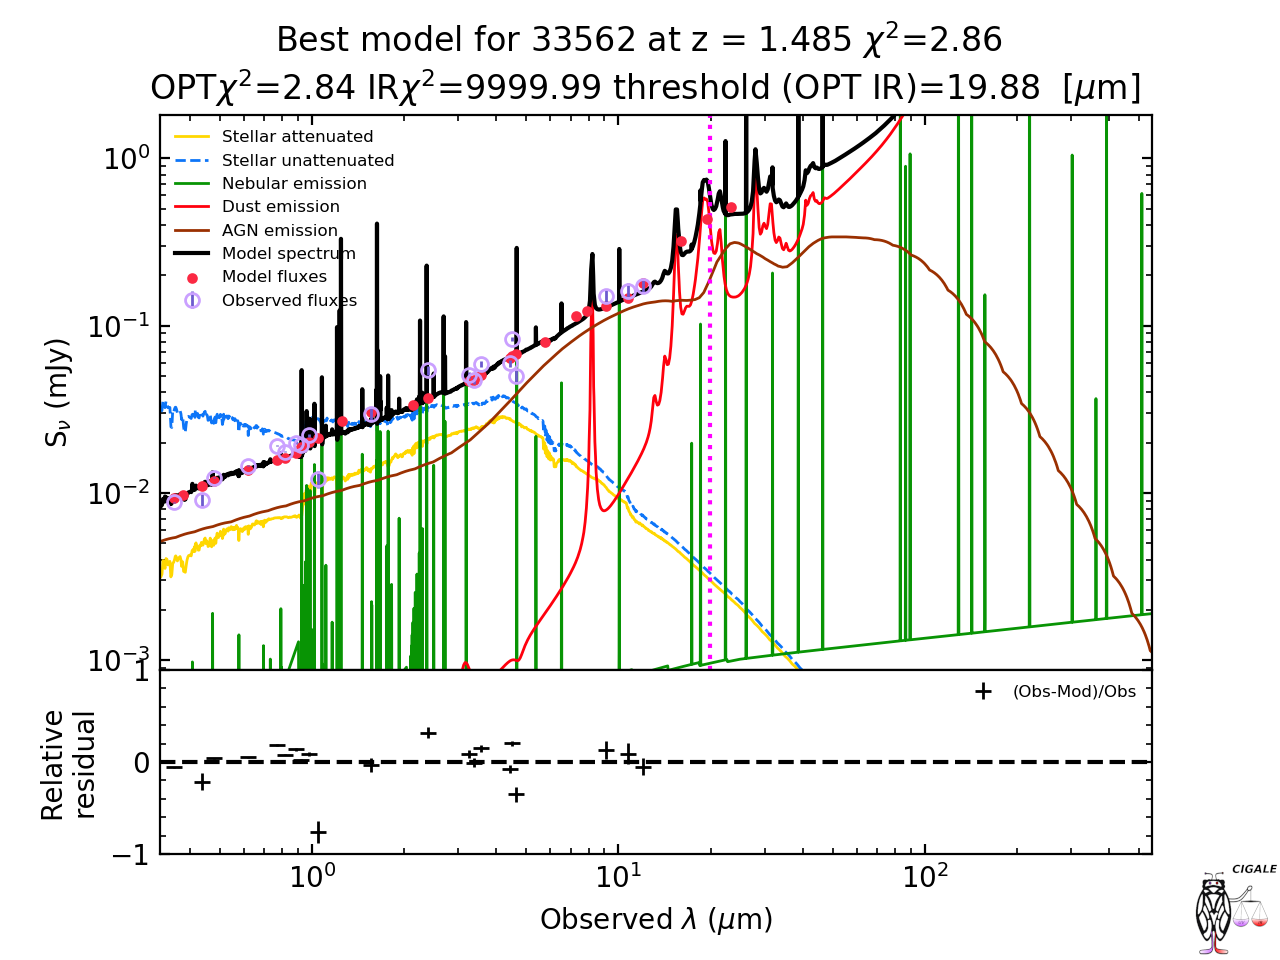 Best model for 33562 at z = 1.485 χ²=2.86
OPTχ²=2.84 IRχ²=9999.99 threshold (OPT IR)=19.88 [μm]
Stellar attenuated
Stellar unattenuated
Nebular emission
Dust emission
AGN emission
Model spectrum
Model fluxes
Observed fluxes
10⁰
10⁻¹
10⁻²
10⁻³
S_ν (mJy)
(Obs-Mod)/Obs
1
0
−1
Relative
residual
10⁰ 10¹ 10²
Observed λ (μm)
CIGALE